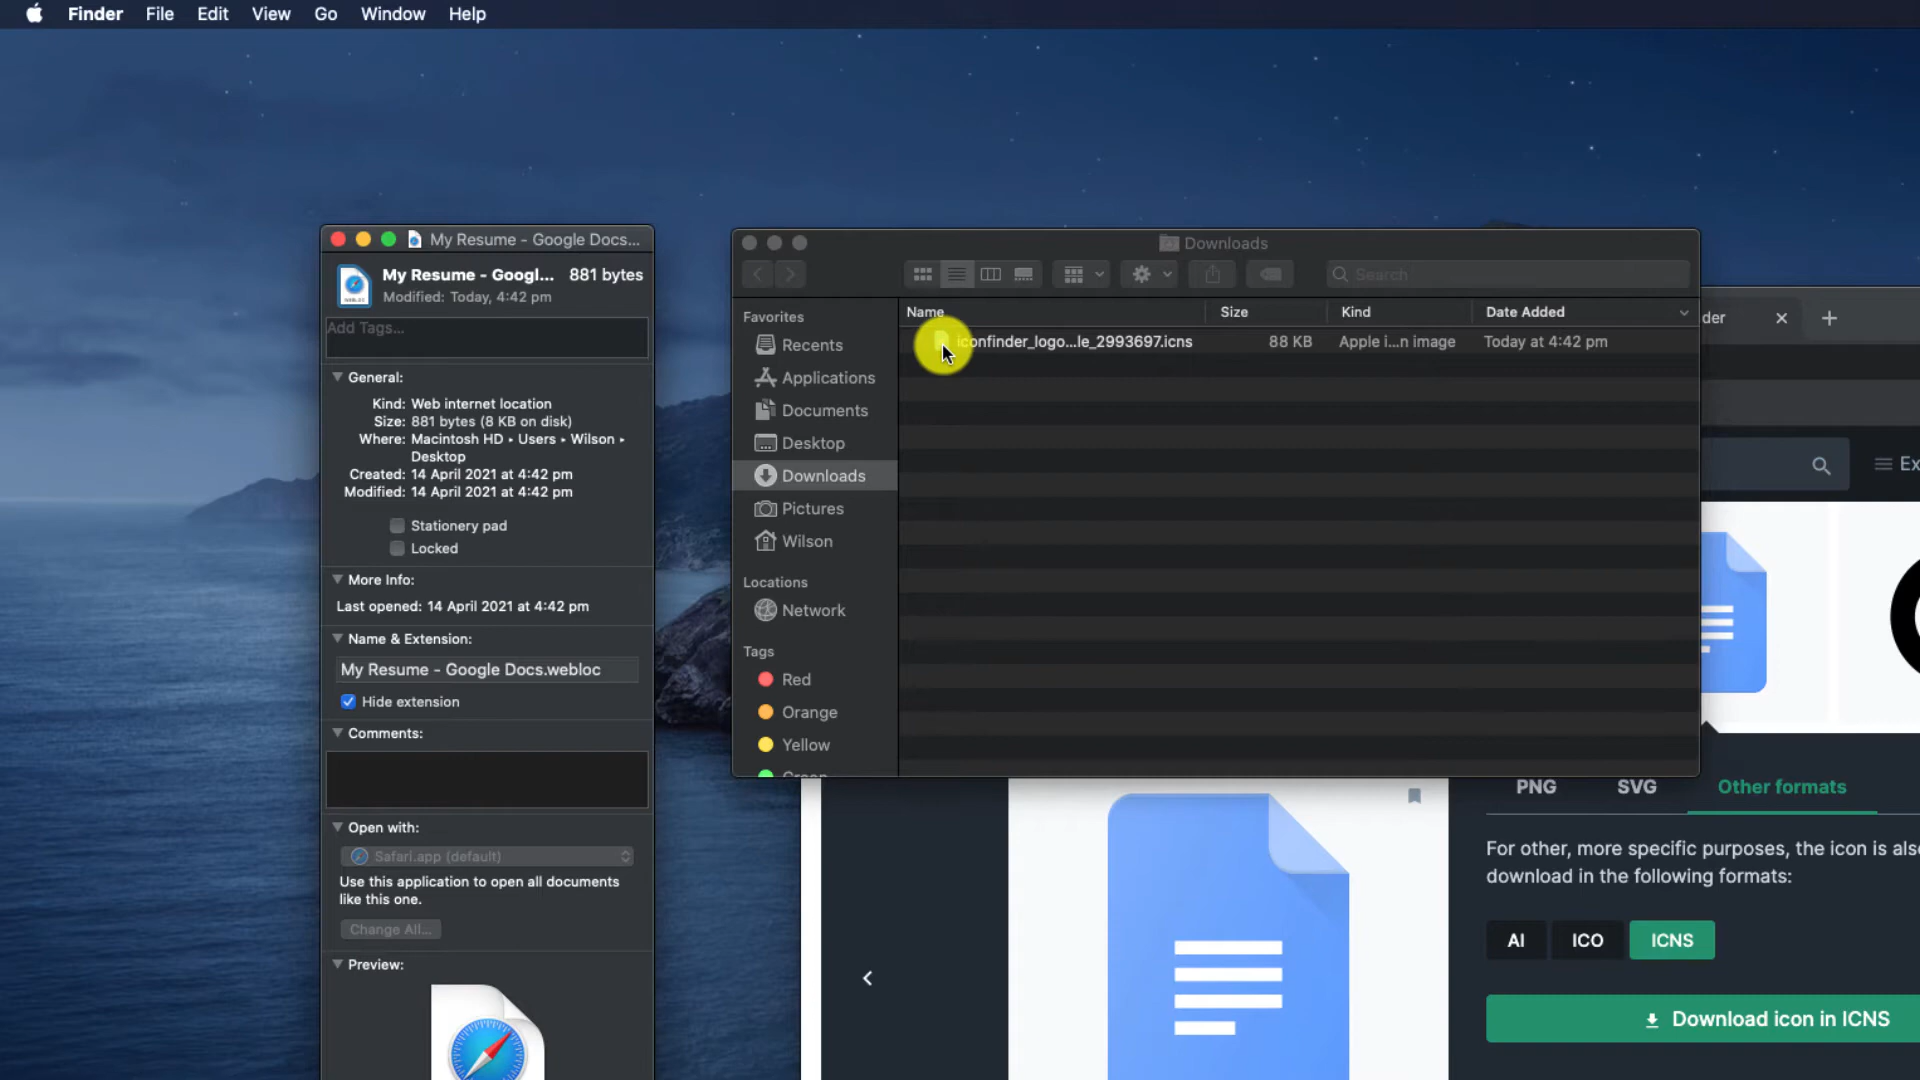 Finder File Edit View Go Window Help
My Resume - Google Docs...
My Resume - Googl... 881 bytes
Modified: Today, 4:42 pm
Add Tags...
General:
Kind: Web internet location
Size: 881 bytes (8 KB on disk)
Where: Macintosh HD ▸ Users ▸ Wilson ▸
Desktop
Created: 14 April 2021 at 4:42 pm
Modified: 14 April 2021 at 4:42 pm
Stationery pad
Locked
More Info:
Last opened: 14 April 2021 at 4:42 pm
Name & Extension:
My Resume - Google Docs.webloc
Hide extension
Comments:
Open with:
Safari.app (default)
Use this application to open all documents
like this one.
Change All...
Preview:
Downloads
Search
Favorites
Recents
Applications
Documents
Desktop
Downloads
Pictures
Wilson
Locations
Network
Tags
Red
Orange
Yellow
Green
Name Size Kind Date Added
iconfinder_logo...le_2993697.icns 88 KB Apple i...n image Today at 4:42 pm
der
Ex
PNG SVG Other formats
For other, more specific purposes, the icon is als
download in the following formats:
AI ICO ICNS
Download icon in ICNS